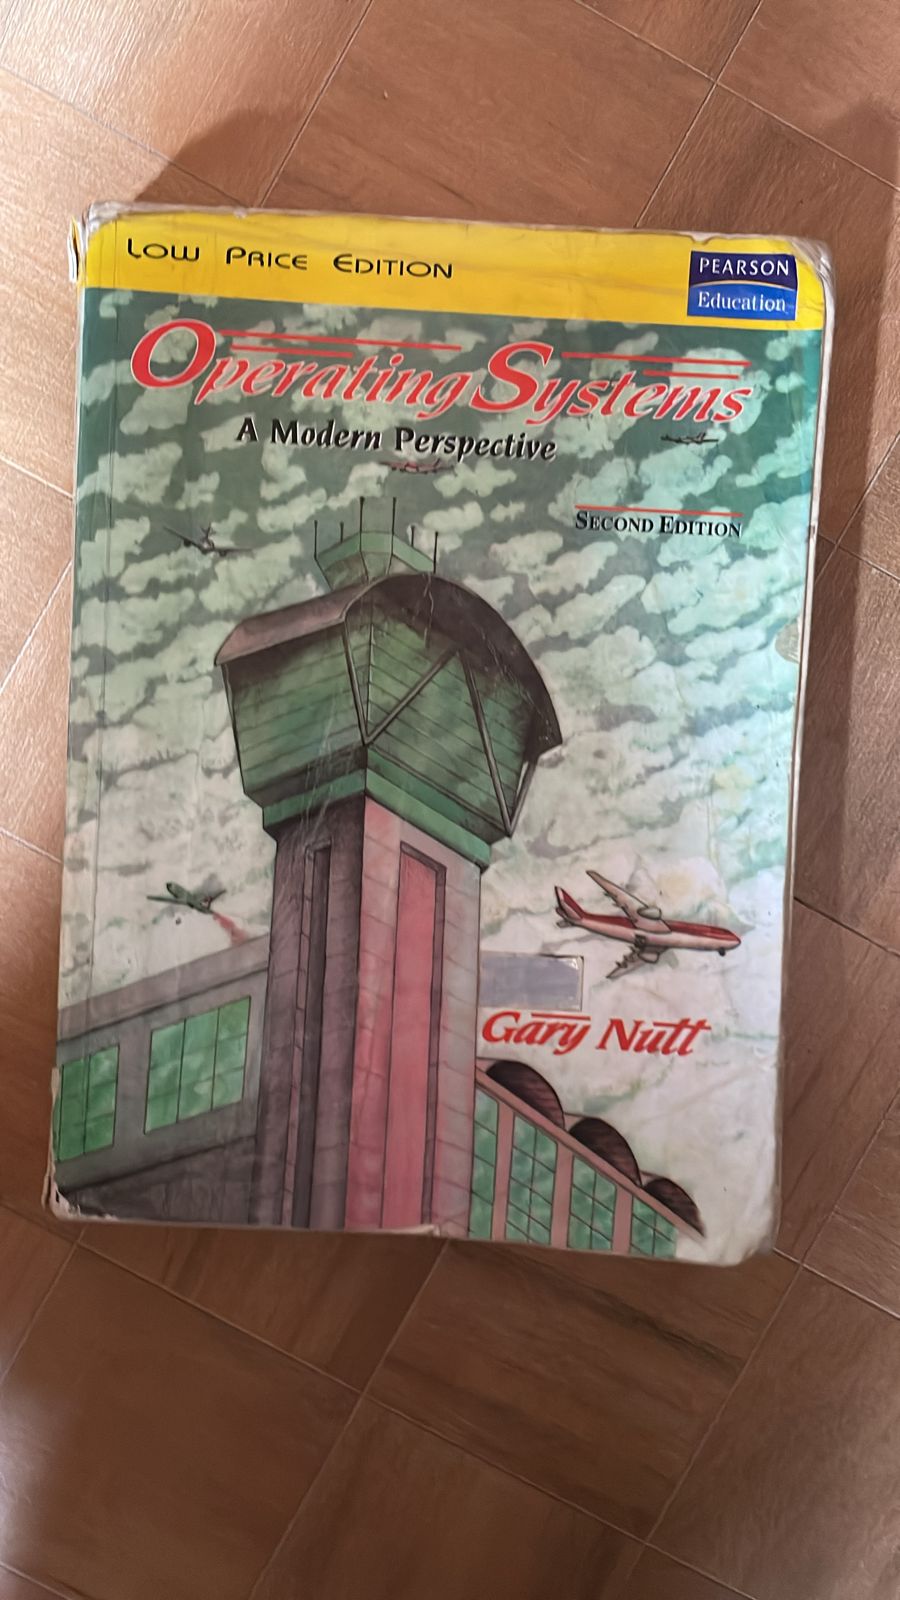 LOW PRICE EDITION
PEARSON
Education
Operating Systems
A Modern Perspective
SECOND EDITION
Gary Nutt